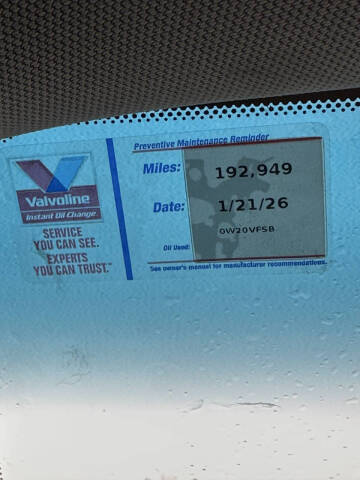 Valvoline
Instant Oil Change
SERVICE
YOU CAN SEE.
EXPERTS
YOU CAN TRUST.™
Preventive Maintenance Reminder
Miles: 192,949
Date: 1/21/26
Oil Used: 0W20VFSB
See owner's manual for manufacturer recommendations.